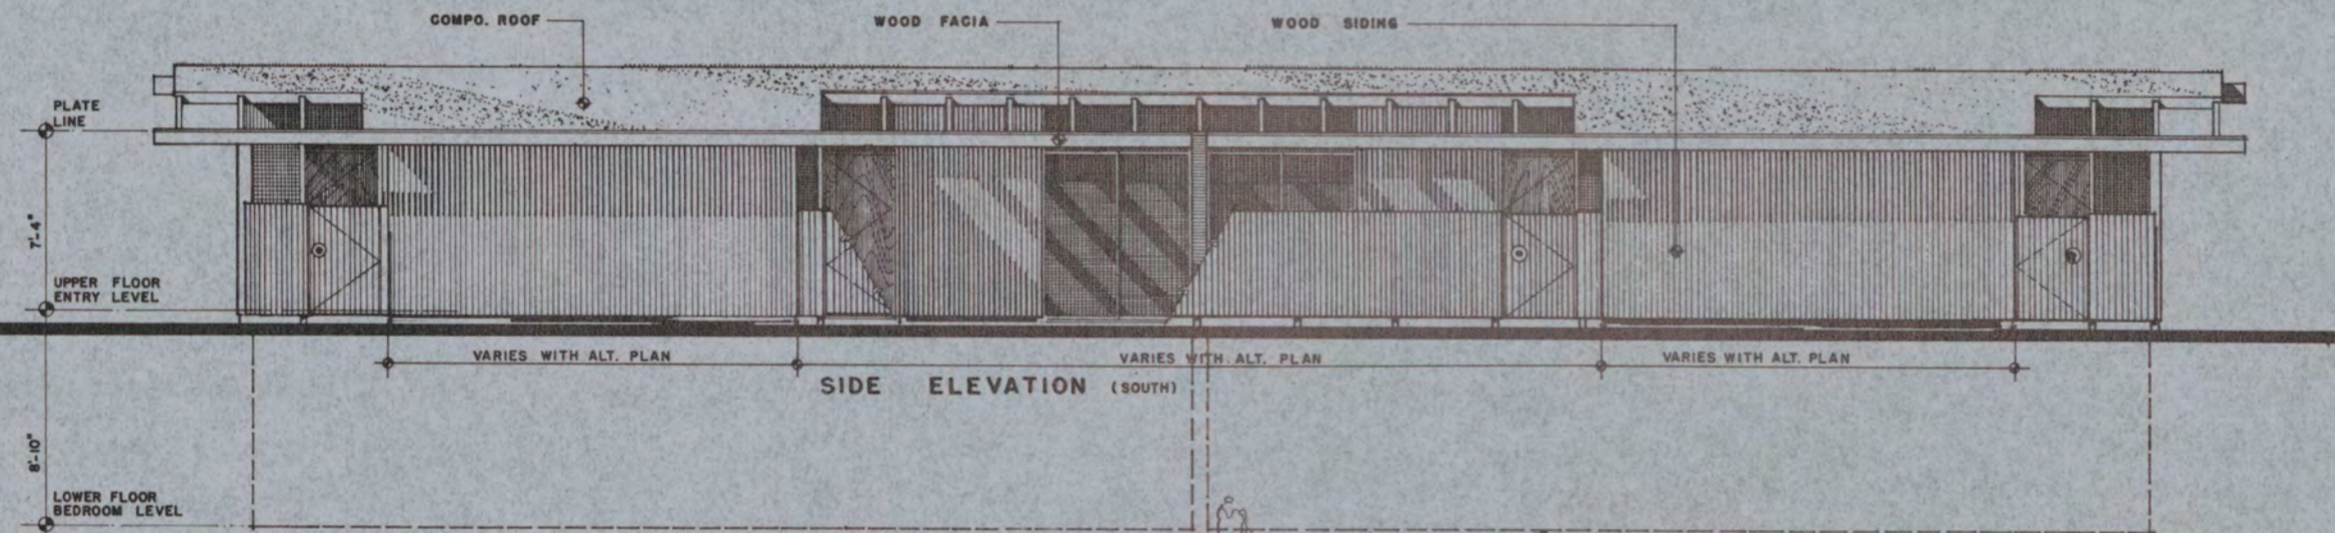 COMPO. ROOF
WOOD FACIA
WOOD SIDING
PLATE
LINE
7'-4"
UPPER FLOOR
ENTRY LEVEL
VARIES WITH ALT. PLAN
VARIES WITH ALT. PLAN
VARIES WITH ALT. PLAN
SIDE ELEVATION (SOUTH)
8'-10"
LOWER FLOOR
BEDROOM LEVEL